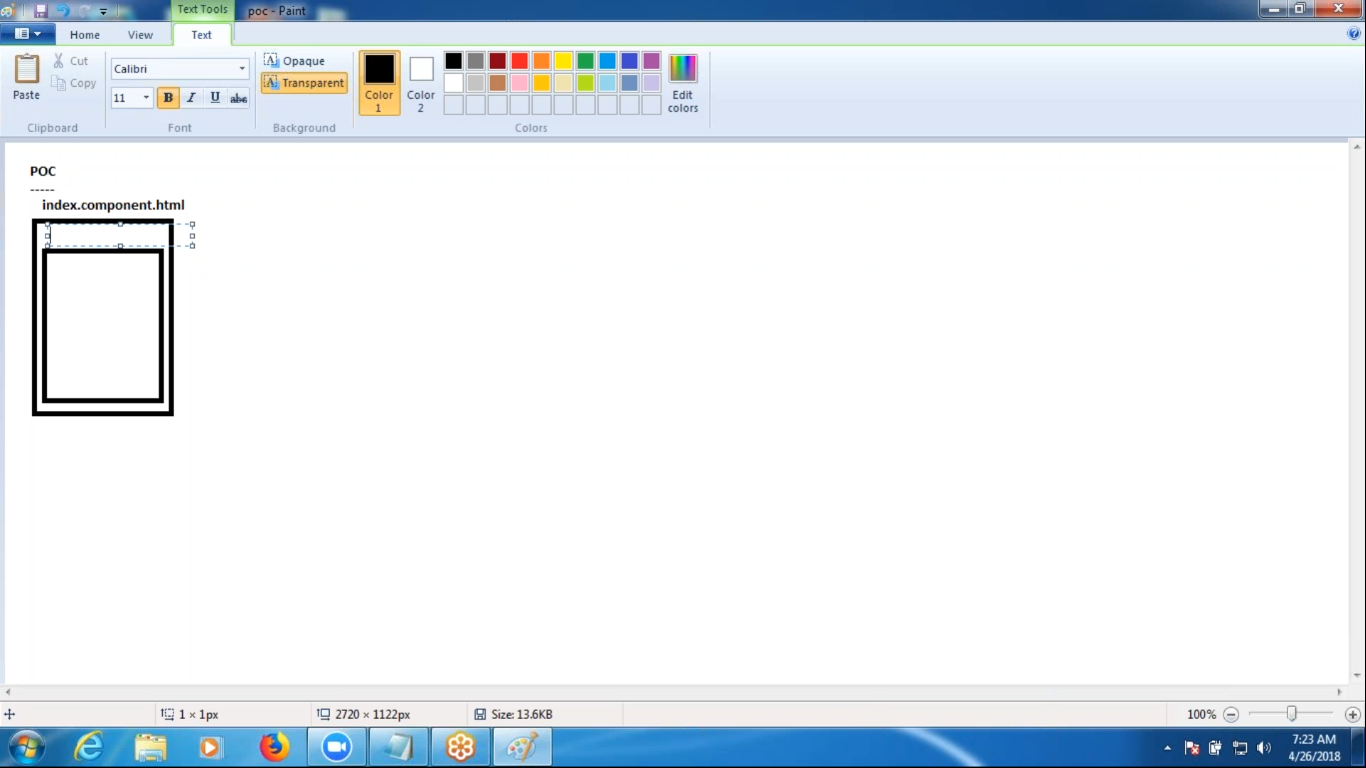 Text Tools
poc - Paint
Home
View
Text
Paste
Cut
Copy
Clipboard
Calibri
11
B
I
U
abc
Font
Opaque
Transparent
Background
Color
1
Color
2
Edit
colors
Colors
POC
-----
index.component.html
1 × 1px
2720 × 1122px
Size: 13.6KB
100%
7:23 AM
4/26/2018